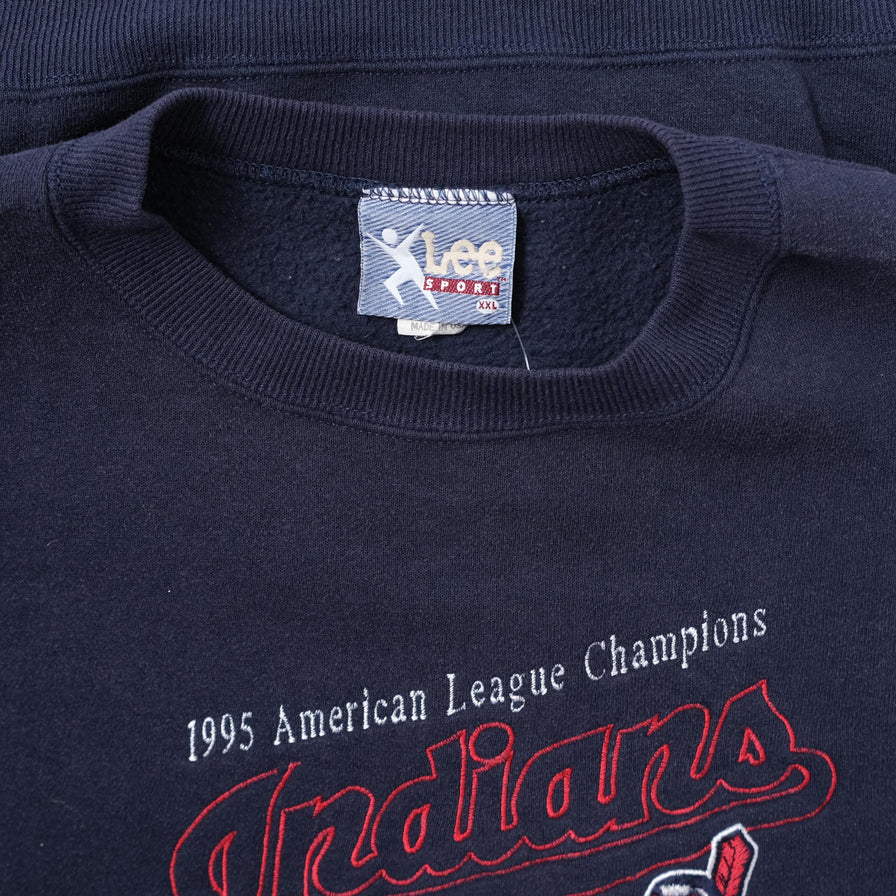 Lee
SPORT
XXL
MADE IN USA
1995 American League Champions
Indians